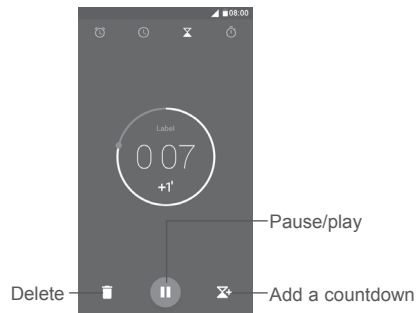 08:00
Label
0 07
+1'
Pause/play
Delete
Add a countdown